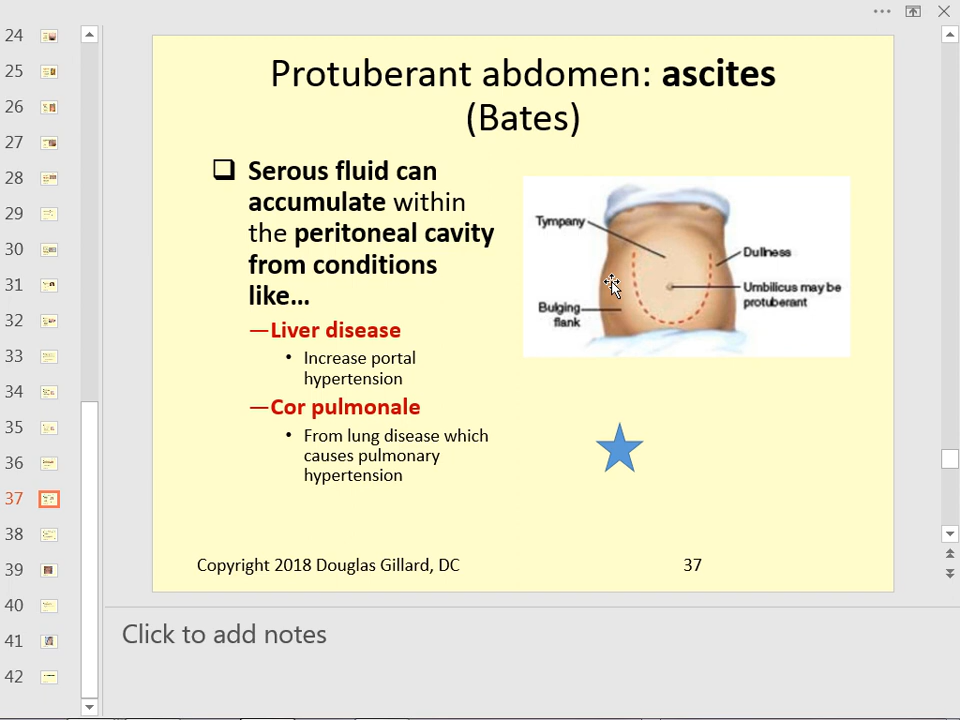 24
25
26
27
28
29
30
31
32
33
34
35
36
37
38
39
40
41
42
Protuberant abdomen: ascites
(Bates)
Serous fluid can
accumulate within
the peritoneal cavity
from conditions
like…
—Liver disease
• Increase portal
hypertension
—Cor pulmonale
• From lung disease which
causes pulmonary
hypertension
Tympany
Dullness
Umbilicus may be
protuberant
Bulging
flank
Copyright 2018 Douglas Gillard, DC
37
Click to add notes